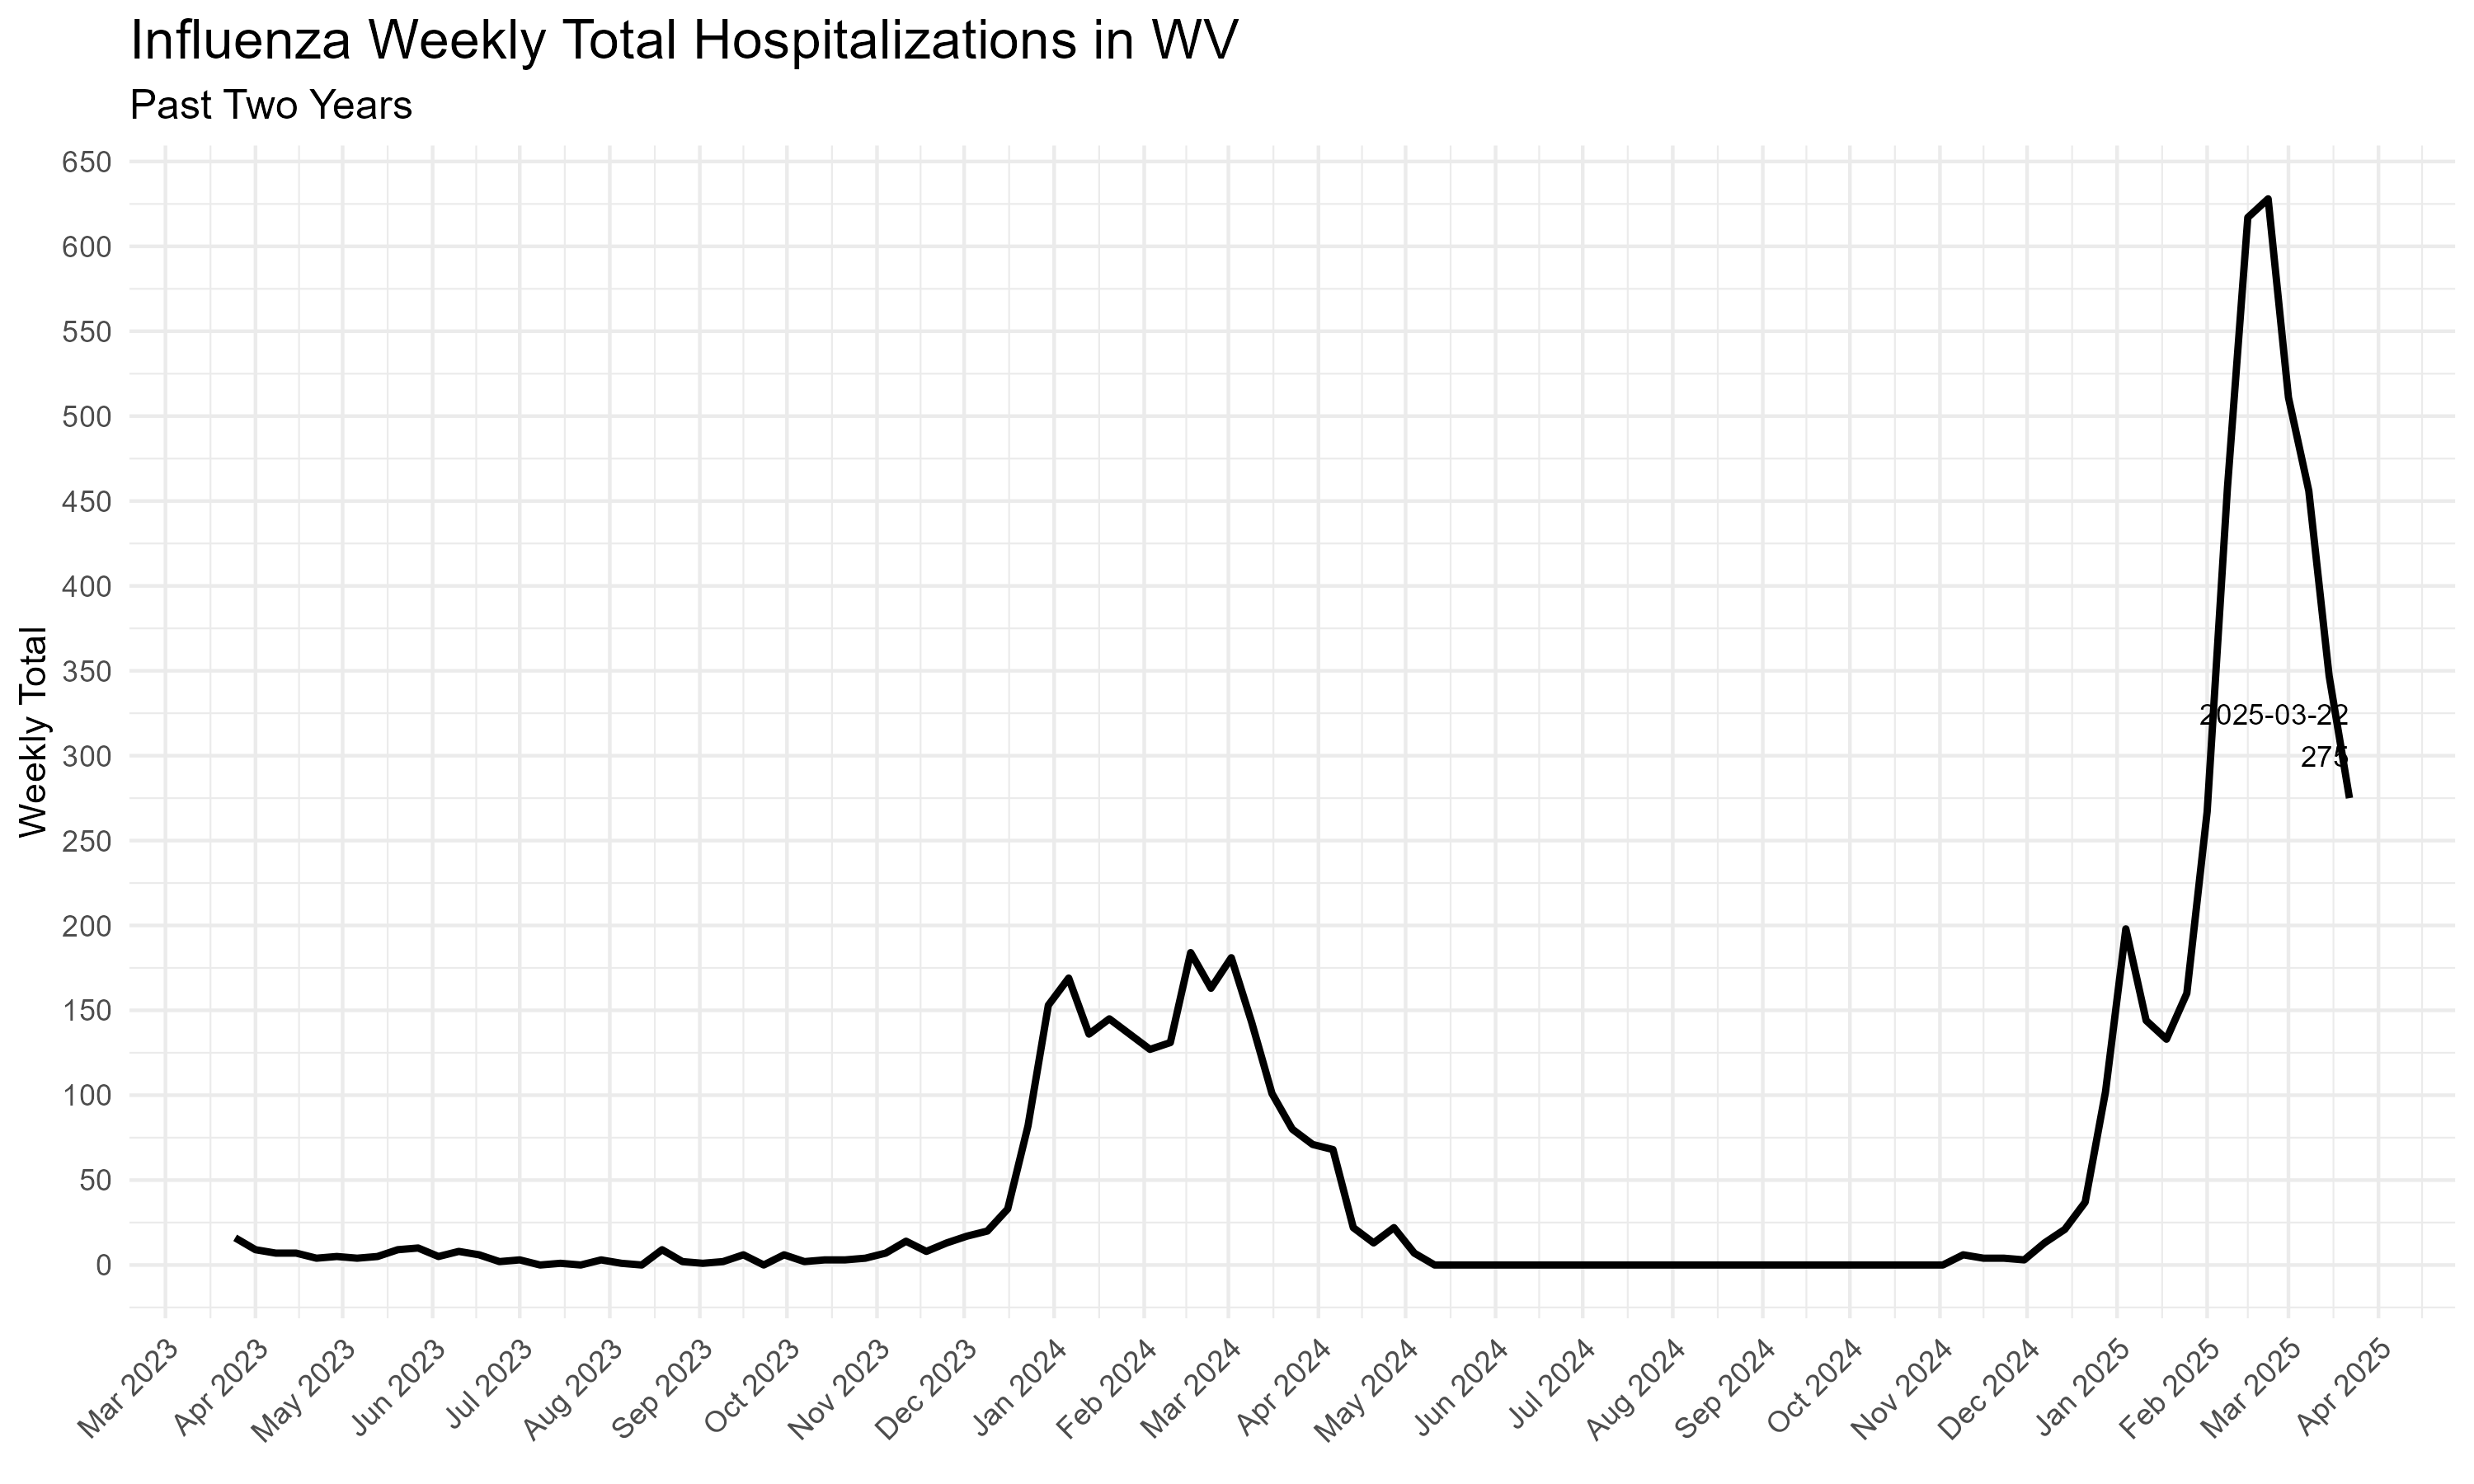 Influenza Weekly Total Hospitalizations in WV
Past Two Years
Weekly Total
650
600
550
500
450
400
350
300
250
200
150
100
50
0
2025-03-22
275
Mar 2023
Apr 2023
May 2023
Jun 2023
Jul 2023
Aug 2023
Sep 2023
Oct 2023
Nov 2023
Dec 2023
Jan 2024
Feb 2024
Mar 2024
Apr 2024
May 2024
Jun 2024
Jul 2024
Aug 2024
Sep 2024
Oct 2024
Nov 2024
Dec 2024
Jan 2025
Feb 2025
Mar 2025
Apr 2025